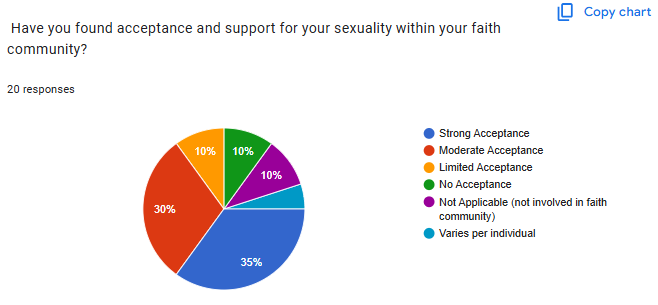 Copy chart
Have you found acceptance and support for your sexuality within your faith
community?
20 responses
10%
10%
10%
30%
35%
Strong Acceptance
Moderate Acceptance
Limited Acceptance
No Acceptance
Not Applicable (not involved in faith
community)
Varies per individual